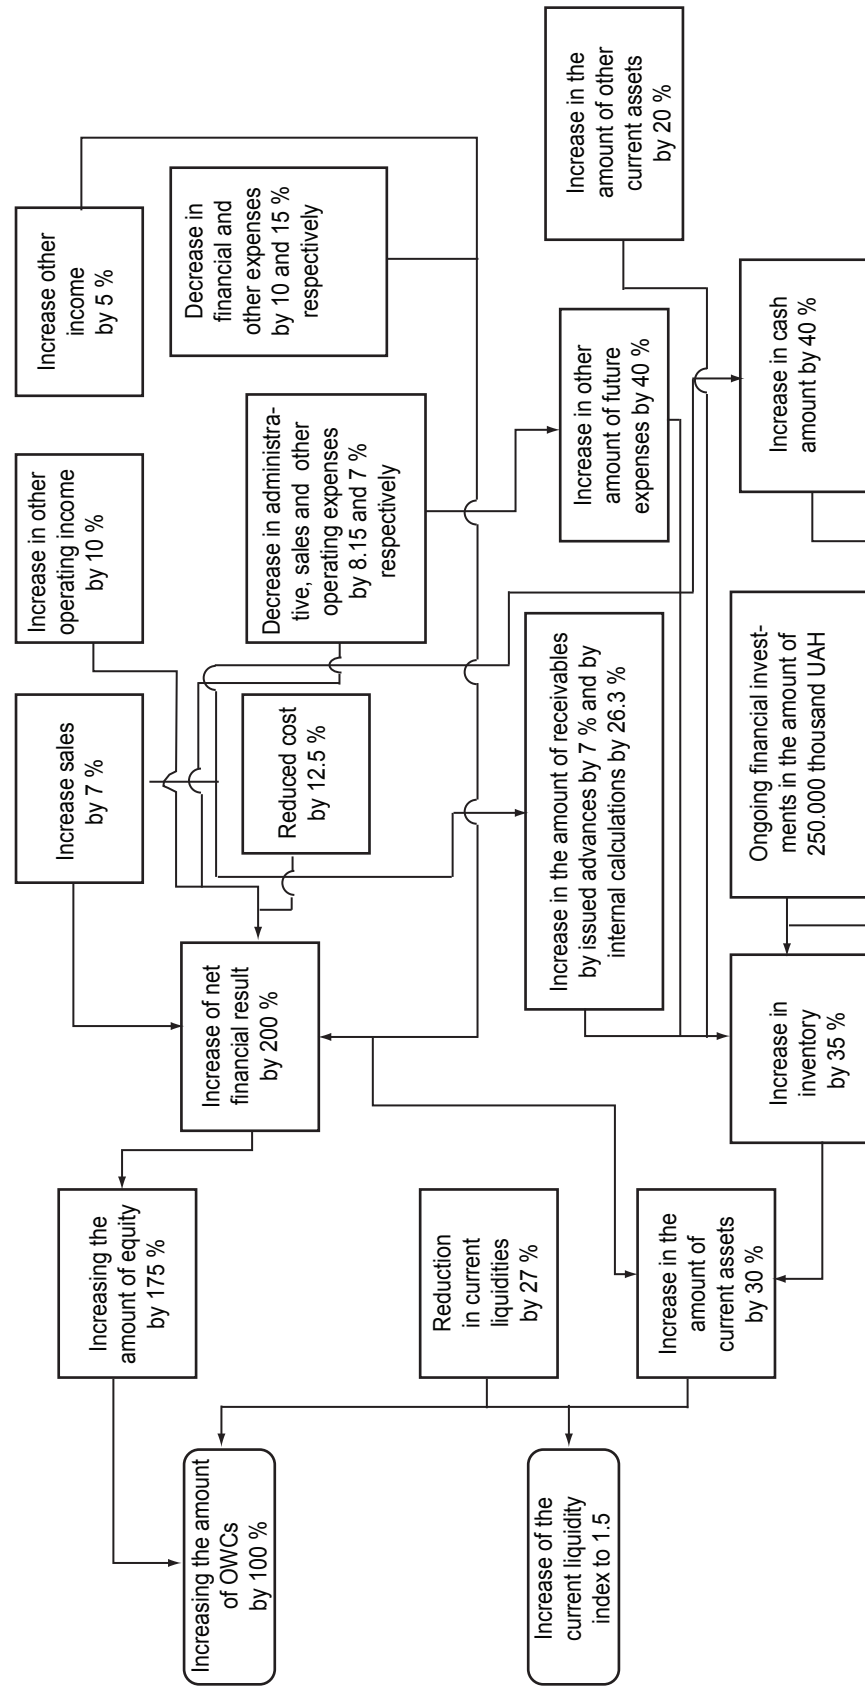 Increasing the amount
of OWCs
by 100 %
Increase of the
current liquidity
index to 1.5
Increasing the
amount of equity
by 175 %
Reduction
in current
liquidities
by 27 %
Increase in the
amount of
current assets
by 30 %
Increase of net
financial result
by 200 %
Increase in
inventory
by 35 %
Increase sales
by 7 %
Reduced cost
by 12.5 %
Increase in the amount of receivables
by issued advances by 7 % and by
internal calculations by 26.3 %
Ongoing financial invest-
ments in the amount of
250.000 thousand UAH
Increase in other
operating income
by 10 %
Decrease in administra-
tive, sales and other
operating expenses
by 8.15 and 7 %
respectively
Increase in other
amount of future
expenses by 40 %
Increase in cash
amount by 40 %
Increase other
income
by 5 %
Decrease in
financial and
other expenses
by 10 and 15 %
respectively
Increase in the
amount of other
current assets
by 20 %